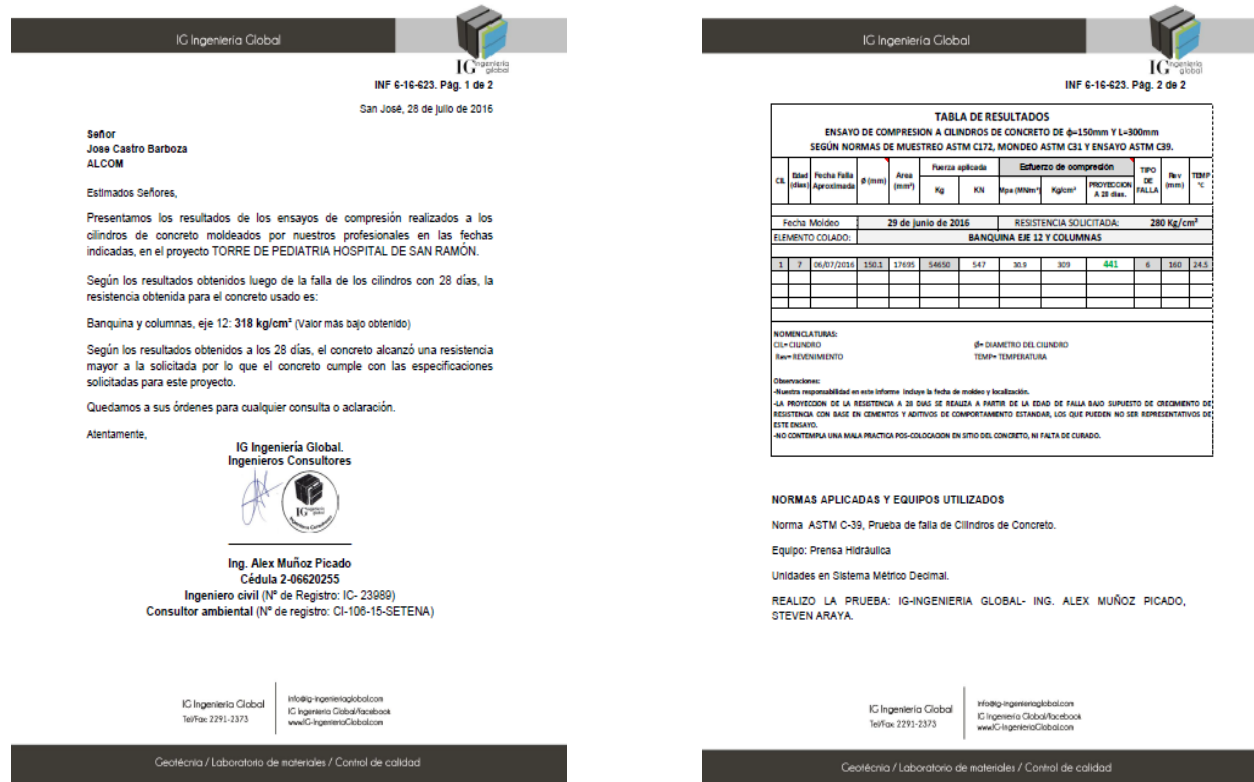 IG Ingeniería Global
IG ingeniería
global
INF 6-16-623. Pág. 1 de 2
San José, 28 de julio de 2016
Señor
Jose Castro Barboza
ALCOM
Estimados Señores,
Presentamos los resultados de los ensayos de compresión realizados a los
cilindros de concreto moldeados por nuestros profesionales en las fechas
indicadas, en el proyecto TORRE DE PEDIATRIA HOSPITAL DE SAN RAMÓN.
Según los resultados obtenidos luego de la falla de los cilindros con 28 días, la
resistencia obtenida para el concreto usado es:
Banquina y columnas, eje 12: 318 kg/cm² (Valor más bajo obtenido)
Según los resultados obtenidos a los 28 días, el concreto alcanzó una resistencia
mayor a la solicitada por lo que el concreto cumple con las especificaciones
solicitadas para este proyecto.
Quedamos a sus órdenes para cualquier consulta o aclaración.
Atentamente,
IG Ingeniería Global.
Ingenieros Consultores
IG ingeniería
global
Ingenieros Consultores
Ing. Alex Muñoz Picado
Cédula 2-06620255
Ingeniero civil (Nº de Registro: IC- 23989)
Consultor ambiental (Nº de registro: CI-106-15-SETENA)
IG Ingeniería Global
Tel/Fax: 2291-2373
info@ig-ingenieriaglobal.com
IG Ingeniería Global/facebook
www.IG-IngenieriaGlobal.com
Geotécnia / Laboratorio de materiales / Control de calidad
IG Ingeniería Global
IG ingeniería
global
INF 6-16-623. Pág. 2 de 2
TABLA DE RESULTADOS
ENSAYO DE COMPRESION A CILINDROS DE CONCRETO DE ϕ=150mm Y L=300mm
SEGÚN NORMAS DE MUESTREO ASTM C172, MONDEO ASTM C31 Y ENSAYO ASTM C39.
CIL Edad (días) Fecha Falla Aproximada Ø (mm) Area (mm²) Fuerza aplicada Kg KN Esfuerzo de compresión Mpa (MN/m²) Kg/cm² PROYECCION A 28 dias. TIPO DE FALLA Rev (mm) TEMP °C
Fecha Moldeo 29 de junio de 2016 RESISTENCIA SOLICITADA: 280 Kg/cm²
ELEMENTO COLADO: BANQUINA EJE 12 Y COLUMNAS
1 7 06/07/2016 150.1 17695 54650 547 30.9 309 441 6 160 24.5
NOMENCLATURAS:
CIL= CILINDRO Ø= DIAMETRO DEL CILINDRO
Rev= REVENIMIENTO TEMP= TEMPERATURA
Observaciones:
-Nuestra responsabilidad en este informe incluye la fecha de moldeo y localización.
-LA PROYECCION DE LA RESISTENCIA A 28 DIAS SE REALIZA A PARTIR DE LA EDAD DE FALLA BAJO SUPUESTO DE CRECIMIENTO DE
RESISTENCIA CON BASE EN CEMENTOS Y ADITIVOS DE COMPORTAMIENTO ESTANDAR, LOS QUE PUEDEN NO SER REPRESENTATIVOS DE
ESTE ENSAYO.
-NO CONTEMPLA UNA MALA PRACTICA POS-COLOCACION EN SITIO DEL CONCRETO, NI FALTA DE CURADO.
NORMAS APLICADAS Y EQUIPOS UTILIZADOS
Norma ASTM C-39, Prueba de falla de Cilindros de Concreto.
Equipo: Prensa Hidráulica
Unidades en Sistema Métrico Decimal.
REALIZO LA PRUEBA: IG-INGENIERIA GLOBAL- ING. ALEX MUÑOZ PICADO,
STEVEN ARAYA.
IG Ingeniería Global
Tel/Fax: 2291-2373
info@ig-ingenieriaglobal.com
IG Ingeniería Global/facebook
www.IG-IngenieriaGlobal.com
Geotécnia / Laboratorio de materiales / Control de calidad